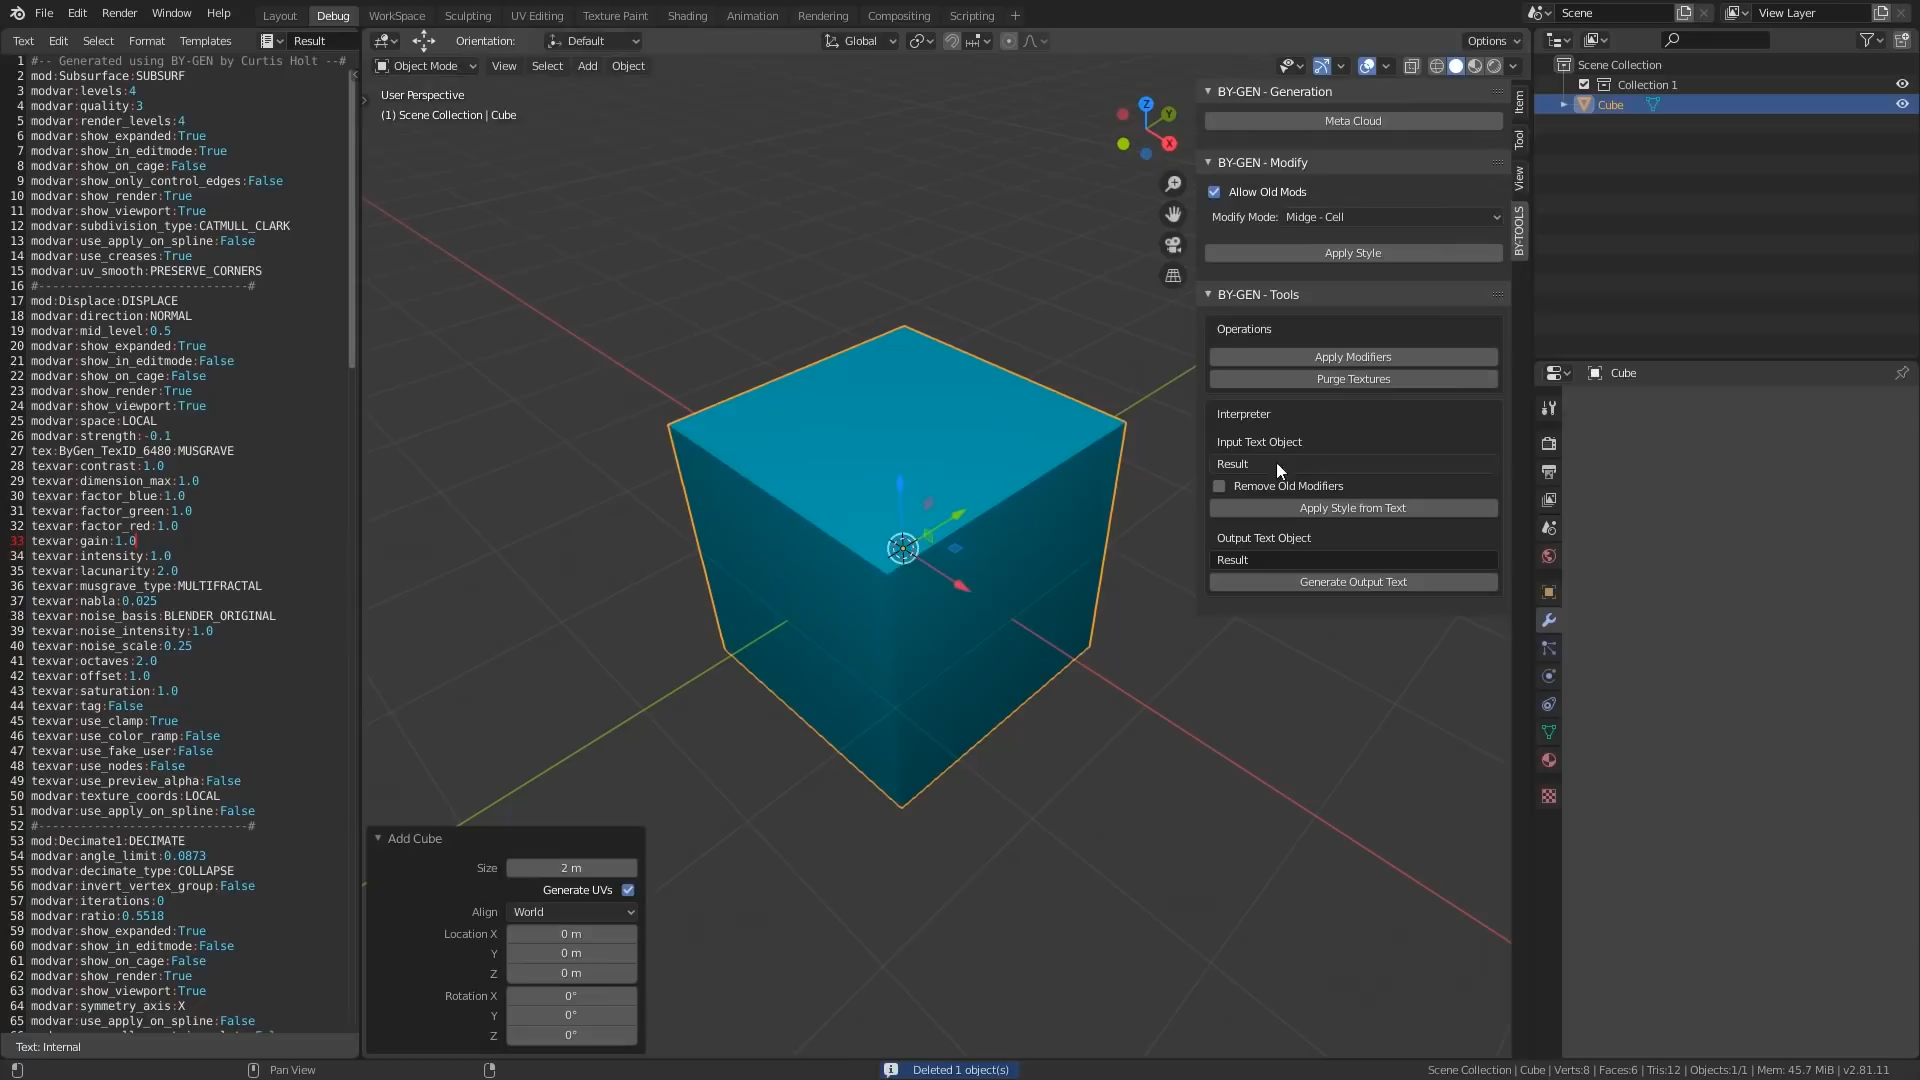 File Edit Render Window Help
Layout Debug WorkSpace Sculpting UV Editing Texture Paint Shading Animation Rendering Compositing Scripting +
Scene
View Layer
Text Edit Select Format Templates Result
Orientation: Default Global Options
Object Mode View Select Add Object
1 #-- Generated using BY-GEN by Curtis Holt --#
2 mod:Subsurface:SUBSURF
3 modvar:levels:4
4 modvar:quality:3
5 modvar:render_levels:4
6 modvar:show_expanded:True
7 modvar:show_in_editmode:True
8 modvar:show_on_cage:False
9 modvar:show_only_control_edges:False
10 modvar:show_render:True
11 modvar:show_viewport:True
12 modvar:subdivision_type:CATMULL_CLARK
13 modvar:use_apply_on_spline:False
14 modvar:use_creases:True
15 modvar:uv_smooth:PRESERVE_CORNERS
16 #------------------------------#
17 mod:Displace:DISPLACE
18 modvar:direction:NORMAL
19 modvar:mid_level:0.5
20 modvar:show_expanded:True
21 modvar:show_in_editmode:False
22 modvar:show_on_cage:False
23 modvar:show_render:True
24 modvar:show_viewport:True
25 modvar:space:LOCAL
26 modvar:strength:-0.1
27 tex:ByGen_TexID_6480:MUSGRAVE
28 texvar:contrast:1.0
29 texvar:dimension_max:1.0
30 texvar:factor_blue:1.0
31 texvar:factor_green:1.0
32 texvar:factor_red:1.0
33 texvar:gain:1.0
34 texvar:intensity:1.0
35 texvar:lacunarity:2.0
36 texvar:musgrave_type:MULTIFRACTAL
37 texvar:nabla:0.025
38 texvar:noise_basis:BLENDER_ORIGINAL
39 texvar:noise_intensity:1.0
40 texvar:noise_scale:0.25
41 texvar:octaves:2.0
42 texvar:offset:1.0
43 texvar:saturation:1.0
44 texvar:tag:False
45 texvar:use_clamp:True
46 texvar:use_color_ramp:False
47 texvar:use_fake_user:False
48 texvar:use_nodes:False
49 texvar:use_preview_alpha:False
50 modvar:texture_coords:LOCAL
51 modvar:use_apply_on_spline:False
52 #------------------------------#
53 mod:Decimate1:DECIMATE
54 modvar:angle_limit:0.0873
55 modvar:decimate_type:COLLAPSE
56 modvar:invert_vertex_group:False
57 modvar:iterations:0
58 modvar:ratio:0.5518
59 modvar:show_expanded:True
60 modvar:show_in_editmode:False
61 modvar:show_on_cage:False
62 modvar:show_render:True
63 modvar:show_viewport:True
64 modvar:symmetry_axis:X
65 modvar:use_apply_on_spline:False
Text: Internal
User Perspective
(1) Scene Collection | Cube
Z
Y
X
Add Cube
Size 2 m
Generate UVs
Align World
Location X 0 m
Y 0 m
Z 0 m
Rotation X 0°
Y 0°
Z 0°
BY-GEN - Generation
Meta Cloud
BY-GEN - Modify
Allow Old Mods
Modify Mode: Midge - Cell
Apply Style
BY-GEN - Tools
Operations
Apply Modifiers
Purge Textures
Interpreter
Input Text Object
Result
Remove Old Modifiers
Apply Style from Text
Output Text Object
Result
Generate Output Text
Item
Tool
View
BY-TOOLS
Scene Collection
Collection 1
Cube
Cube
Pan View
Deleted 1 object(s)
Scene Collection | Cube | Verts:8 | Faces:6 | Tris:12 | Objects:1/1 | Mem: 45.7 MiB | v2.81.11